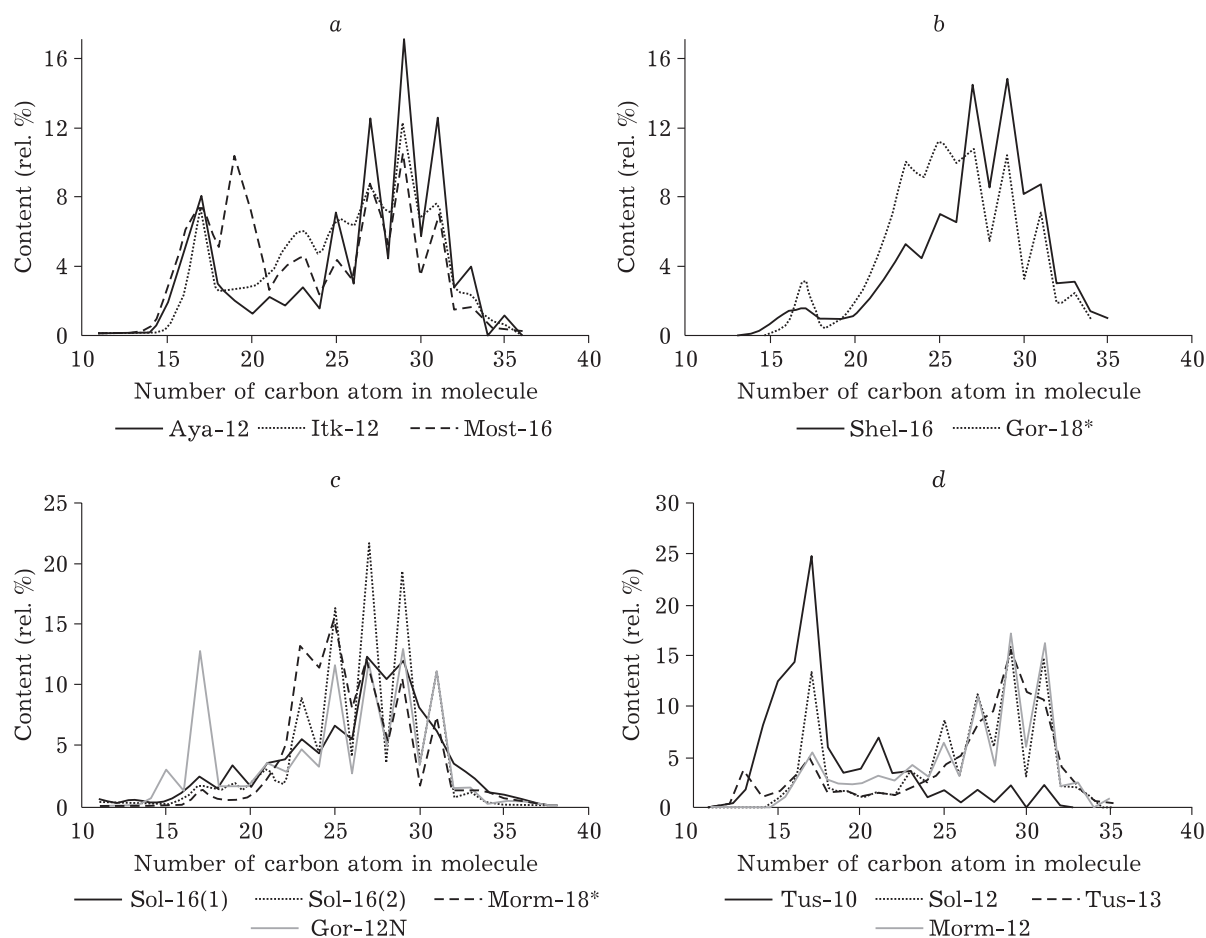 a
Content (rel. %)
16
12
8
4
0
10 15 20 25 30 35 40
Number of carbon atom in molecule
Aya-12 Itk-12 Most-16
b
Content (rel. %)
16
12
8
4
0
10 15 20 25 30 35 40
Number of carbon atom in molecule
Shel-16 Gor-18*
c
Content (rel. %)
25
20
15
10
5
0
10 15 20 25 30 35 40
Number of carbon atom in molecule
Sol-16(1) Sol-16(2) Morm-18*
Gor-12N
d
Content (rel. %)
30
25
20
15
10
5
0
10 15 20 25 30 35 40
Number of carbon atom in molecule
Tus-10 Sol-12 Tus-13
Morm-12